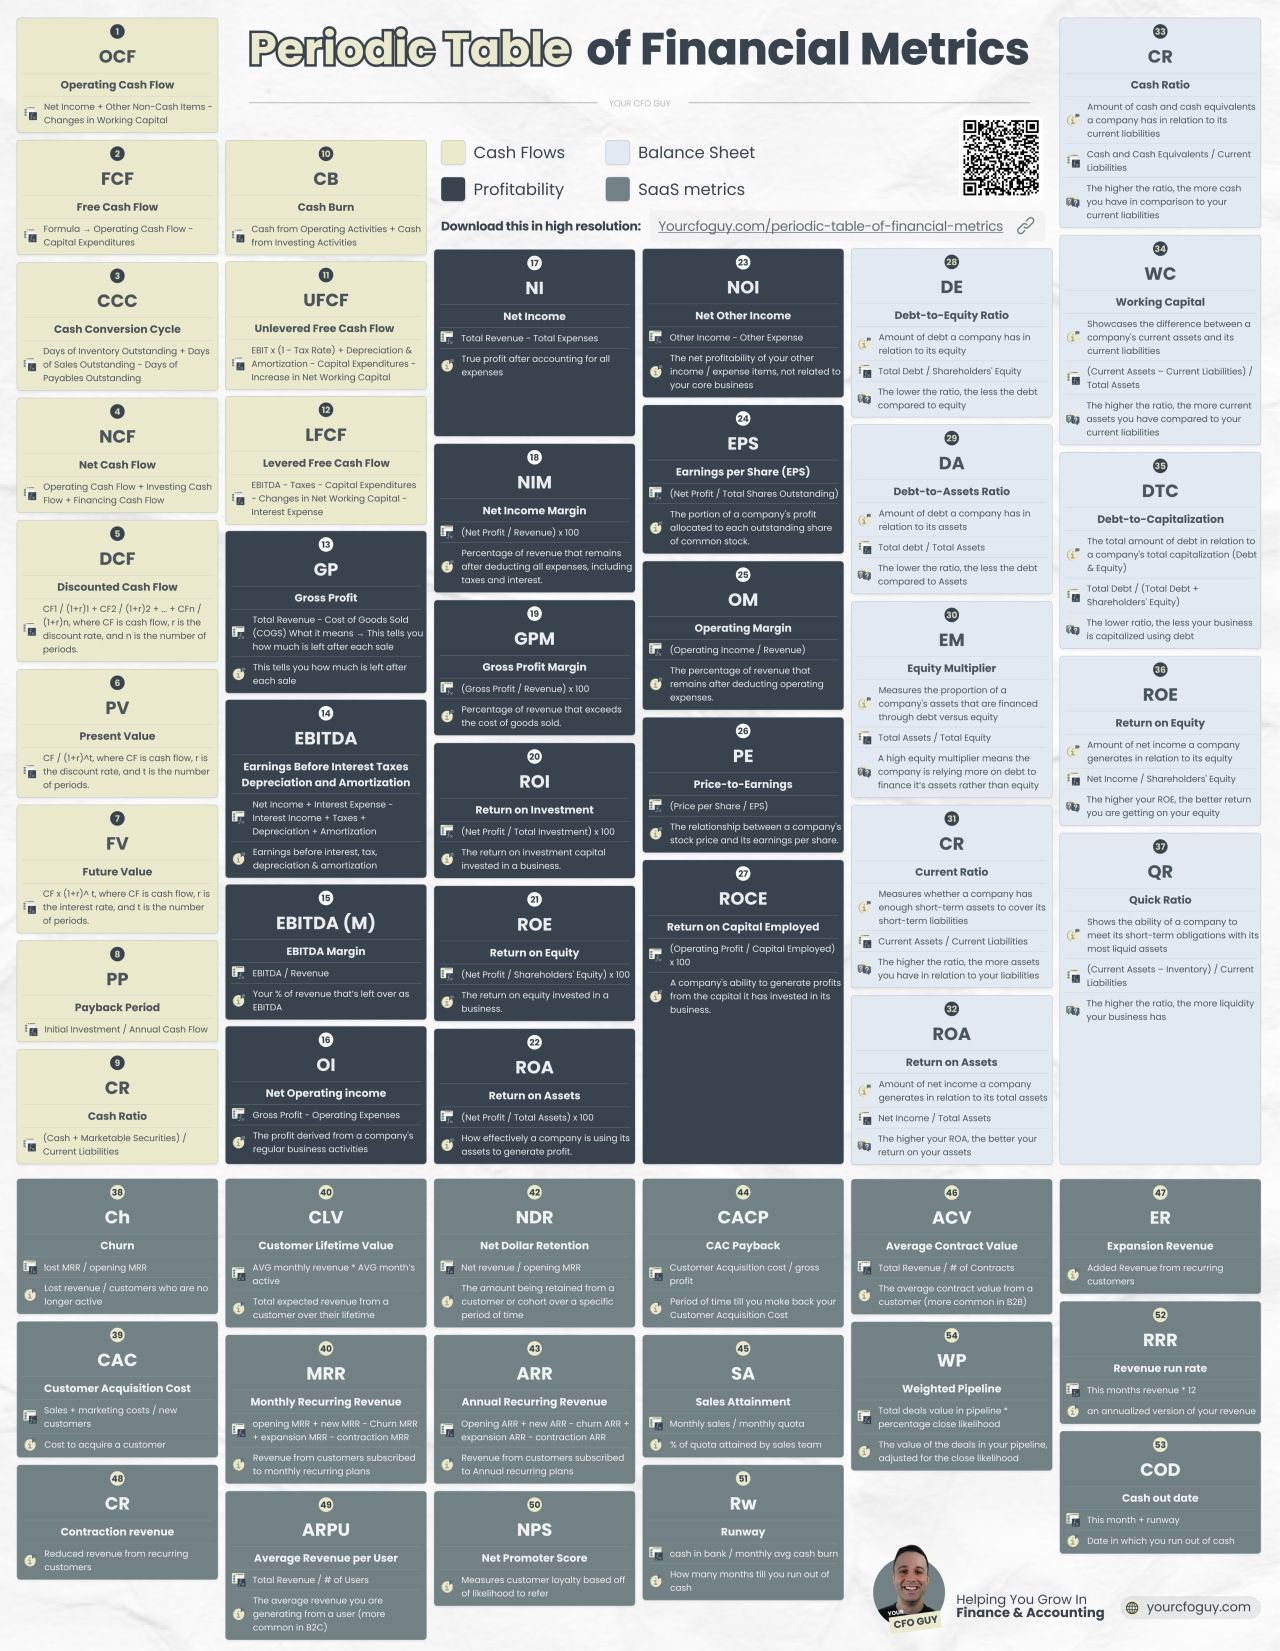 Periodic Table of Financial Metrics
YOUR CFO GUY
Cash Flows
Balance Sheet
Profitability
SaaS metrics
Download this in high resolution:
Yourcfoguy.com/periodic-table-of-financial-metrics
1
OCF
Operating Cash Flow
Net Income + Other Non-Cash Items -
Changes in Working Capital
2
FCF
Free Cash Flow
Formula → Operating Cash Flow -
Capital Expenditures
3
CCC
Cash Conversion Cycle
Days of Inventory Outstanding + Days
of Sales Outstanding - Days of
Payables Outstanding
4
NCF
Net Cash Flow
Operating Cash Flow + Investing Cash
Flow + Financing Cash Flow
5
DCF
Discounted Cash Flow
CF1 / (1+r)1 + CF2 / (1+r)2 + ... + CFn /
(1+r)n, where CF is cash flow, r is the
discount rate, and n is the number of
periods.
6
PV
Present Value
CF / (1+r)^t, where CF is cash flow, r is
the discount rate, and t is the number
of periods.
7
FV
Future Value
CF x (1+r)^ t, where CF is cash flow, r is
the interest rate, and t is the number
of periods.
8
PP
Payback Period
Initial Investment / Annual Cash Flow
9
CR
Cash Ratio
(Cash + Marketable Securities) /
Current Liabilities
10
CB
Cash Burn
Cash from Operating Activities + Cash
from Investing Activities
11
UFCF
Unlevered Free Cash Flow
EBIT x (1 - Tax Rate) + Depreciation &
Amortization - Capital Expenditures -
Increase in Net Working Capital
12
LFCF
Levered Free Cash Flow
EBITDA - Taxes - Capital Expenditures
- Changes in Net Working Capital -
Interest Expense
13
GP
Gross Profit
Total Revenue - Cost of Goods Sold
(COGS) What it means → This tells you
how much is left after each sale
This tells you how much is left after
each sale
14
EBITDA
Earnings Before Interest Taxes
Depreciation and Amortization
Net Income + Interest Expense -
Interest Income + Taxes +
Depreciation + Amortization
Earnings before interest, tax,
depreciation & amortization
15
EBITDA (M)
EBITDA Margin
EBITDA / Revenue
Your % of revenue that's left over as
EBITDA
16
OI
Net Operating income
Gross Profit - Operating Expenses
The profit derived from a company's
regular business activities
17
NI
Net Income
Total Revenue - Total Expenses
True profit after accounting for all
expenses
18
NIM
Net Income Margin
(Net Profit / Revenue) x 100
Percentage of revenue that remains
after deducting all expenses, including
taxes and interest.
19
GPM
Gross Profit Margin
(Gross Profit / Revenue) x 100
Percentage of revenue that exceeds
the cost of goods sold.
20
ROI
Return on Investment
(Net Profit / Total Investment) x 100
The return on investment capital
invested in a business.
21
ROE
Return on Equity
(Net Profit / Shareholders' Equity) x 100
The return on equity invested in a
business.
22
ROA
Return on Assets
(Net Profit / Total Assets) x 100
How effectively a company is using its
assets to generate profit.
23
NOI
Net Other Income
Other Income - Other Expense
The net profitability of your other
income / expense items, not related to
your core business
24
EPS
Earnings per Share (EPS)
(Net Profit / Total Shares Outstanding)
The portion of a company's profit
allocated to each outstanding share
of common stock.
25
OM
Operating Margin
(Operating Income / Revenue)
The percentage of revenue that
remains after deducting operating
expenses.
26
PE
Price-to-Earnings
(Price per Share / EPS)
The relationship between a company's
stock price and its earnings per share.
27
ROCE
Return on Capital Employed
(Operating Profit / Capital Employed)
x 100
A company's ability to generate profits
from the capital it has invested in its
business.
28
DE
Debt-to-Equity Ratio
Amount of debt a company has in
relation to its equity
Total Debt / Shareholders' Equity
The lower the ratio, the less the debt
compared to equity
29
DA
Debt-to-Assets Ratio
Amount of debt a company has in
relation to its assets
Total debt / Total Assets
The lower the ratio, the less the debt
compared to Assets
30
EM
Equity Multiplier
Measures the proportion of a
company's assets that are financed
through debt versus equity
Total Assets / Total Equity
A high equity multiplier means the
company is relying more on debt to
finance it's assets rather than equity
31
CR
Current Ratio
Measures whether a company has
enough short-term assets to cover its
short-term liabilities
Current Assets / Current Liabilities
The higher the ratio, the more assets
you have in relation to your liabilities
32
ROA
Return on Assets
Amount of net income a company
generates in relation to its total assets
Net Income / Total Assets
The higher your ROA, the better your
return on your assets
33
CR
Cash Ratio
Amount of cash and cash equivalents
a company has in relation to its
current liabilities
Cash and Cash Equivalents / Current
Liabilities
The higher the ratio, the more cash
you have in comparison to your
current liabilities
34
WC
Working Capital
Showcases the difference between a
company's current assets and its
current liabilities
(Current Assets – Current Liabilities) /
Total Assets
The higher the ratio, the more current
assets you have compared to your
current liabilities
35
DTC
Debt-to-Capitalization
The total amount of debt in relation to
a company's total capitalization (Debt
& Equity)
Total Debt / (Total Debt +
Shareholders' Equity)
The lower ratio, the less your business
is capitalized using debt
36
ROE
Return on Equity
Amount of net income a company
generates in relation to its equity
Net Income / Shareholders' Equity
The higher your ROE, the better return
you are getting on your equity
37
QR
Quick Ratio
Shows the ability of a company to
meet its short-term obligations with its
most liquid assets
(Current Assets – Inventory) / Current
Liabilities
The higher the ratio, the more liquidity
your business has
38
Ch
Churn
lost MRR / opening MRR
Lost revenue / customers who are no
longer active
39
CAC
Customer Acquisition Cost
Sales + marketing costs / new
customers
Cost to acquire a customer
48
CR
Contraction revenue
Reduced revenue from recurring
customers
40
CLV
Customer Lifetime Value
AVG monthly revenue * AVG month's
active
Total expected revenue from a
customer over their lifetime
40
MRR
Monthly Recurring Revenue
opening MRR + new MRR - Churn MRR
+ expansion MRR - contraction MRR
Revenue from customers subscribed
to monthly recurring plans
49
ARPU
Average Revenue per User
Total Revenue / # of Users
The average revenue you are
generating from a user (more
common in B2C)
42
NDR
Net Dollar Retention
Net revenue / opening MRR
The amount being retained from a
customer or cohort over a specific
period of time
43
ARR
Annual Recurring Revenue
Opening ARR + new ARR - churn ARR +
expansion ARR - contraction ARR
Revenue from customers subscribed
to Annual recurring plans
50
NPS
Net Promoter Score
Measures customer loyalty based off
of likelihood to refer
44
CACP
CAC Payback
Customer Acquisition cost / gross
profit
Period of time till you make back your
Customer Acquisition Cost
45
SA
Sales Attainment
Monthly sales / monthly quota
% of quota attained by sales team
51
Rw
Runway
cash in bank / monthly avg cash burn
How many months till you run out of
cash
46
ACV
Average Contract Value
Total Revenue / # of Contracts
The average contract value from a
customer (more common in B2B)
54
WP
Weighted Pipeline
Total deals value in pipeline *
percentage close likelihood
The value of the deals in your pipeline,
adjusted for the close likelihood
47
ER
Expansion Revenue
Added Revenue from recurring
customers
52
RRR
Revenue run rate
This months revenue * 12
an annualized version of your revenue
53
COD
Cash out date
This month + runway
Date in which you run out of cash
YOUR
CFO GUY
Helping You Grow In
Finance & Accounting
yourcfoguy.com